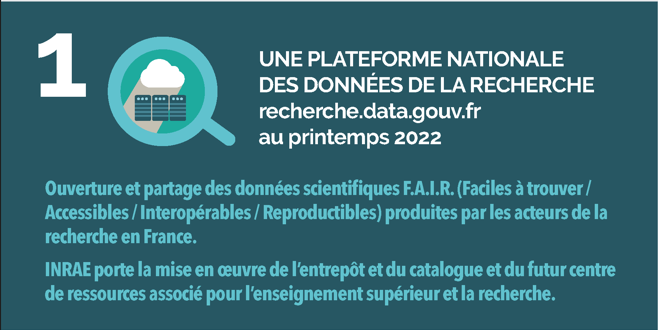 1
UNE PLATEFORME NATIONALE
DES DONNÉES DE LA RECHERCHE
recherche.data.gouv.fr
au printemps 2022
Ouverture et partage des données scientifiques F.A.I.R. (Faciles à trouver /
Accessibles / Interopérables / Reproductibles) produites par les acteurs de la
recherche en France.
INRAE porte la mise en œuvre de l’entrepôt et du catalogue et du futur centre
de ressources associé pour l’enseignement supérieur et la recherche.